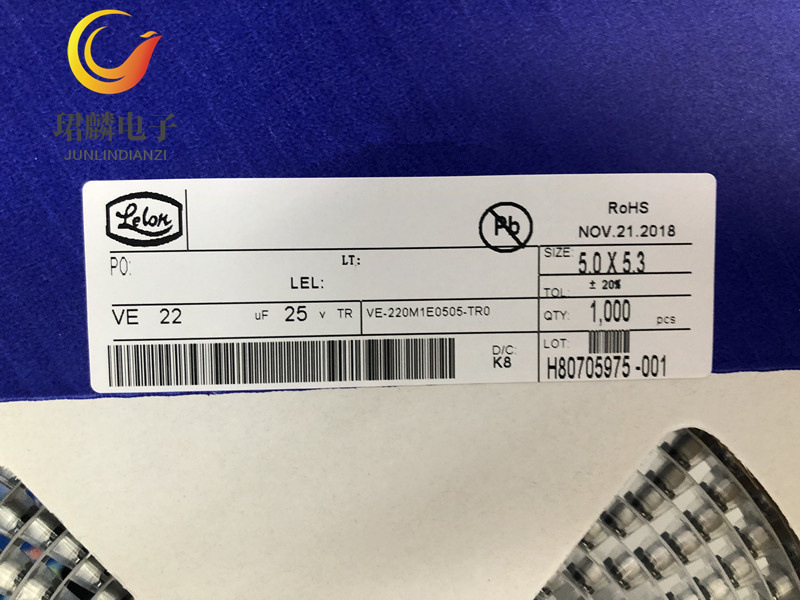 珺麟电子
JUNLINDIANZI
Lelon
Pb
RoHS
NOV.21.2018
PO:
LT:
LEL:
SIZE: 5.0 X 5.3
TOL: ± 20%
VE 22 uF 25 v TR
VE-220M1E0505-TR0
QTY: 1,000 pcs
D/C:
K8
LOT:
H80705975-001